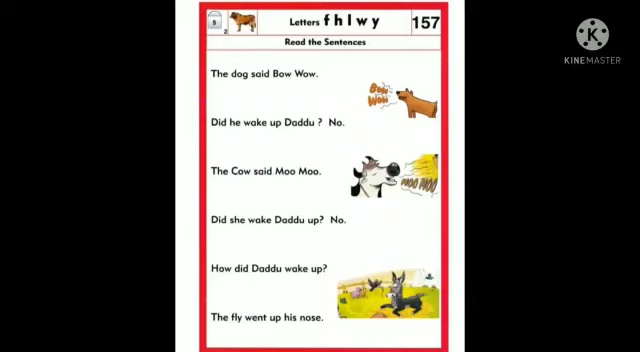 5
2
Letters f h l w y
157
Read the Sentences
The dog said Bow Wow.
Bow
Wow
Did he wake up Daddu ? No.
The Cow said Moo Moo.
MOO MOO
Did she wake Daddu up? No.
How did Daddu wake up?
The fly went up his nose.
K
KINEMASTER